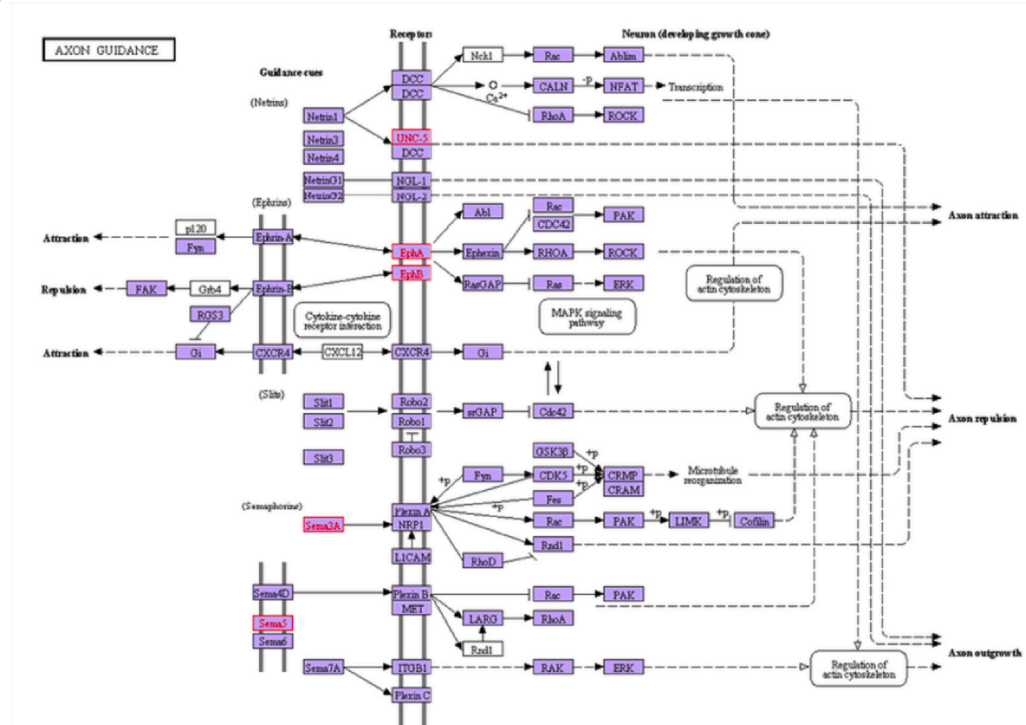 AXON GUIDANCE
Receptors
Neuron (developing growth cone)
Guidance cues
(Netrins)
Nck1
Rac
Ablim
DCC
DCC
Ca2+
CALN
-p
NFAT
Transcription
RhoA
ROCK
Netrin1
Netrin3
Netrin4
UNC-5
DCC
NetrinG1
NGL-1
NetrinG2
NGL-2
(Ephrins)
Abl
Rac
CDC42
PAK
Axon attraction
p120
Fyn
Attraction
Ephrin-A
EphA
Ephexin
RHOA
ROCK
EphB
RasGAP
Ras
ERK
Regulation of
actin cytoskeleton
Repulsion
FAK
Grb4
Ephrin-B
RGS3
Cytokine-cytokine
receptor interaction
MAPK signaling
pathway
Attraction
Gi
CXCR4
CXCL12
CXCR4
Gi
(Slits)
Slit1
Slit2
Slit3
Robo2
Robo1
Robo3
srGAP
Cdc42
Regulation of
actin cytoskeleton
Axon repulsion
GSK3β
+p
Fyn
+p
CDK5
+p
CRMP
CRAM
Microtubule
reorganization
Fes
+p
+p
(Semaphorins)
Sema3A
Plexin A
NRP1
L1CAM
Rac
PAK
+p
LIMK
+p
Cofilin
Rnd1
RhoD
Sema4D
Sema5
Sema6
Plexin B
MET
Rac
PAK
LARG
RhoA
Rnd1
Sema7A
ITGB1
Plexin C
RAK
ERK
Regulation of
actin cytoskeleton
Axon outgrowth